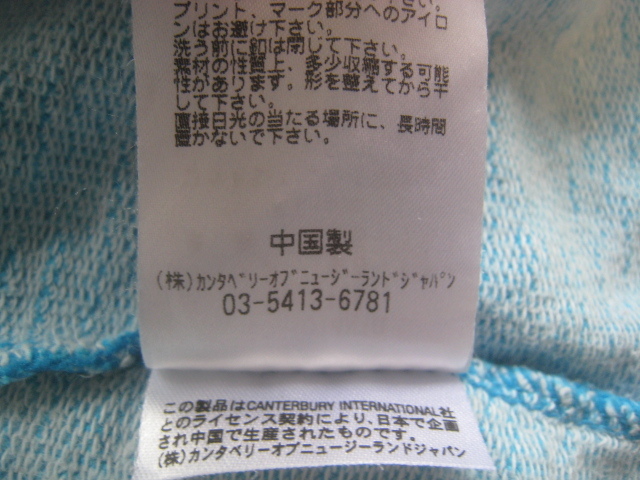 プリント、マーク部分へのアイロ
ンはお避け下さい。
洗う前に釦は閉じて下さい。
素材の性質上、多少収縮する可能
性があります。形を整えてから干
して下さい。
直接日光の当たる場所に、長時間
置かないで下さい。
中国製
(株)カンタベリーオブニュージーランドジャパン
03-5413-6781
この製品はCANTERBURY INTERNATIONAL社
とのライセンス契約により、日本で企画
され中国で生産されたものです。
(株)カンタベリーオブニュージーランドジャパン